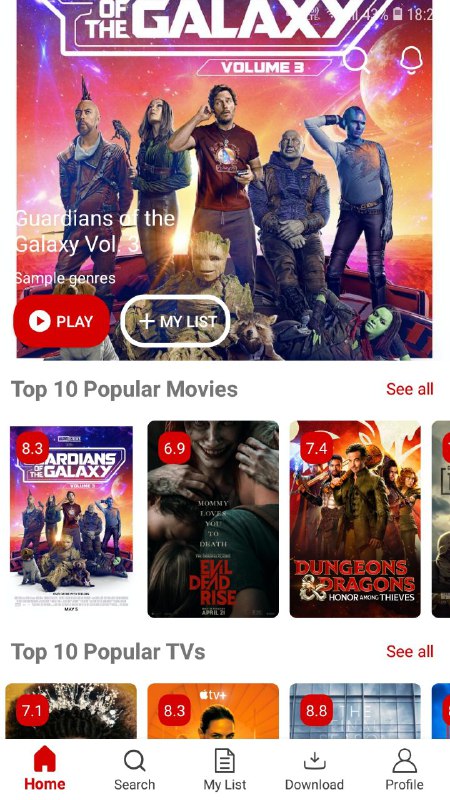 43% 18:2
OF
THE GALAXY
VOLUME 3
Guardians of the
Galaxy Vol. 3
Sample genres
PLAY
MY LIST
Top 10 Popular Movies
See all
8.3
GUARDIANS
OF THE GALAXY
VOLUME 3
MAY 5
6.9
MOMMY
LOVES
YOU
TO
DEATH
EVIL
DEAD
RISE
APRIL 21
7.4
DUNGEONS
& DRAGONS
HONOR AMONG THIEVES
Top 10 Popular TVs
See all
7.1
8.3
tv+
8.8
THE
Home
Search
My List
Download
Profile